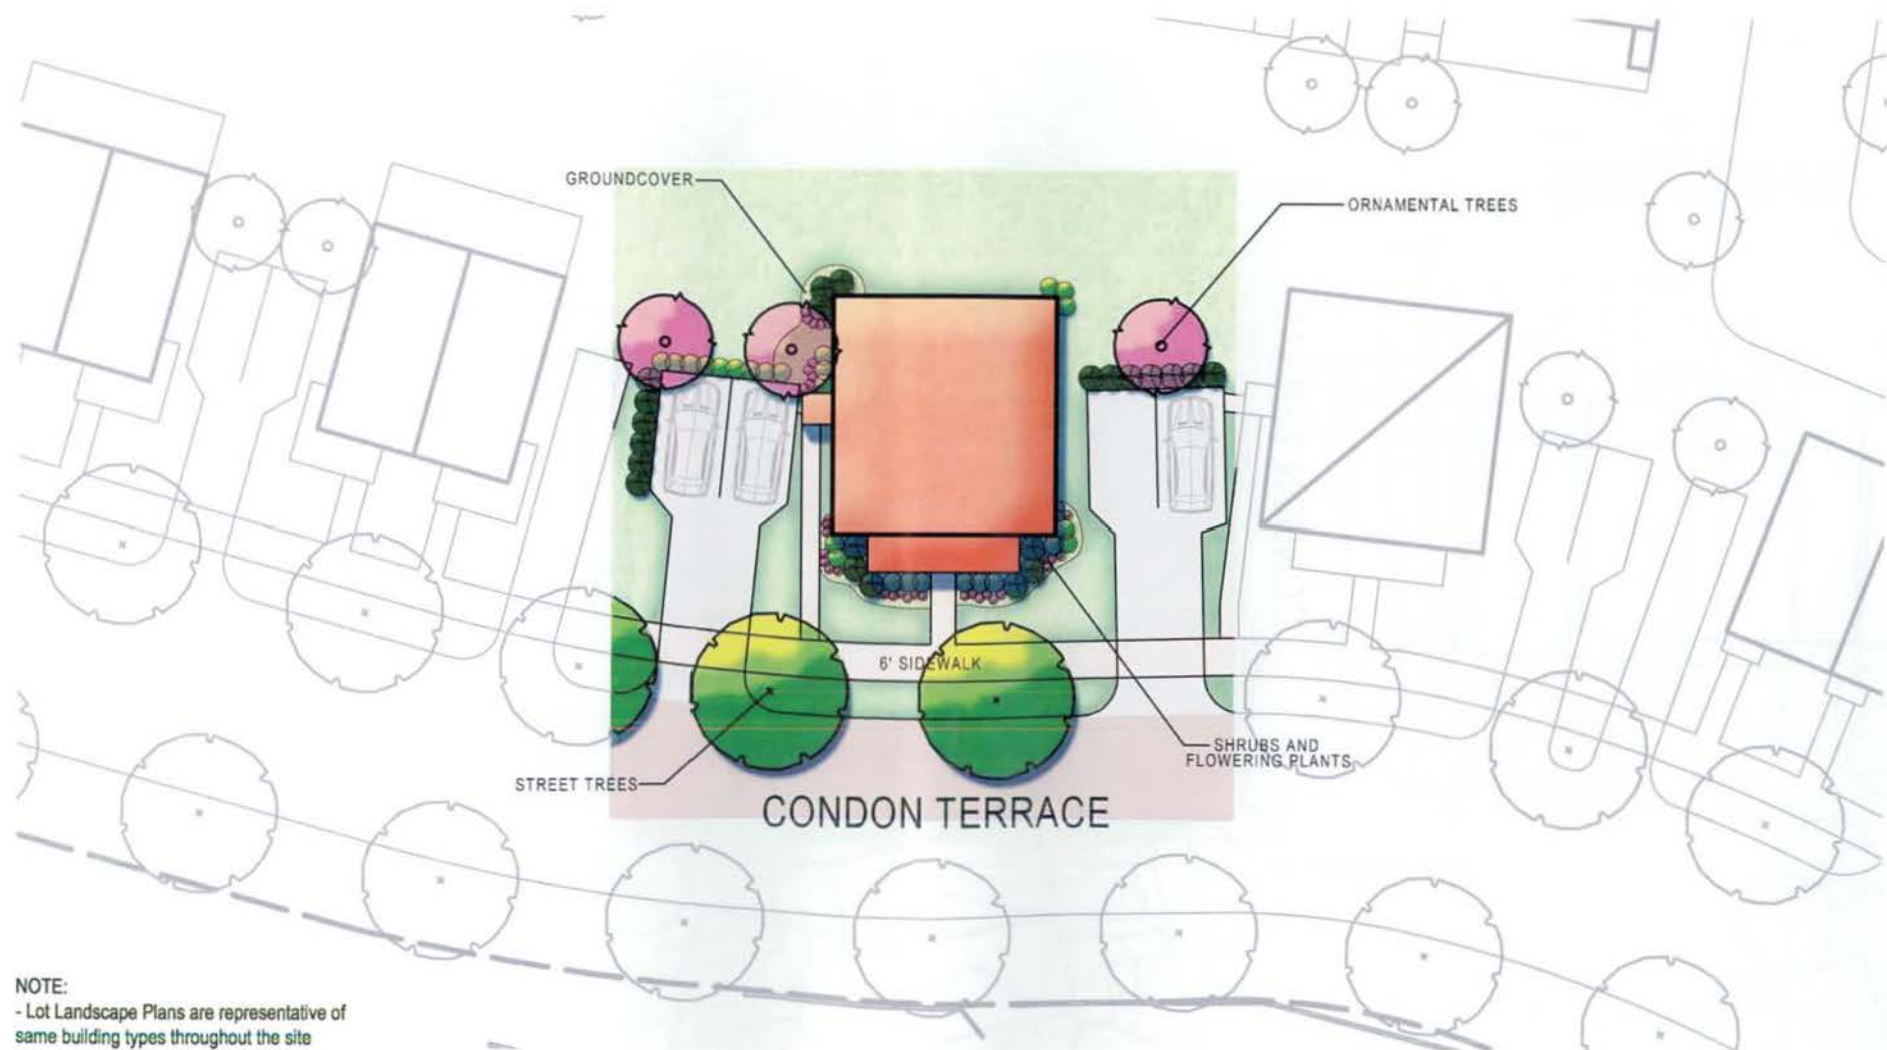 GROUNDCOVER
ORNAMENTAL TREES
6' SIDEWALK
SHRUBS AND
FLOWERING PLANTS
STREET TREES
CONDON TERRACE
NOTE:
- Lot Landscape Plans are representative of
same building types throughout the site